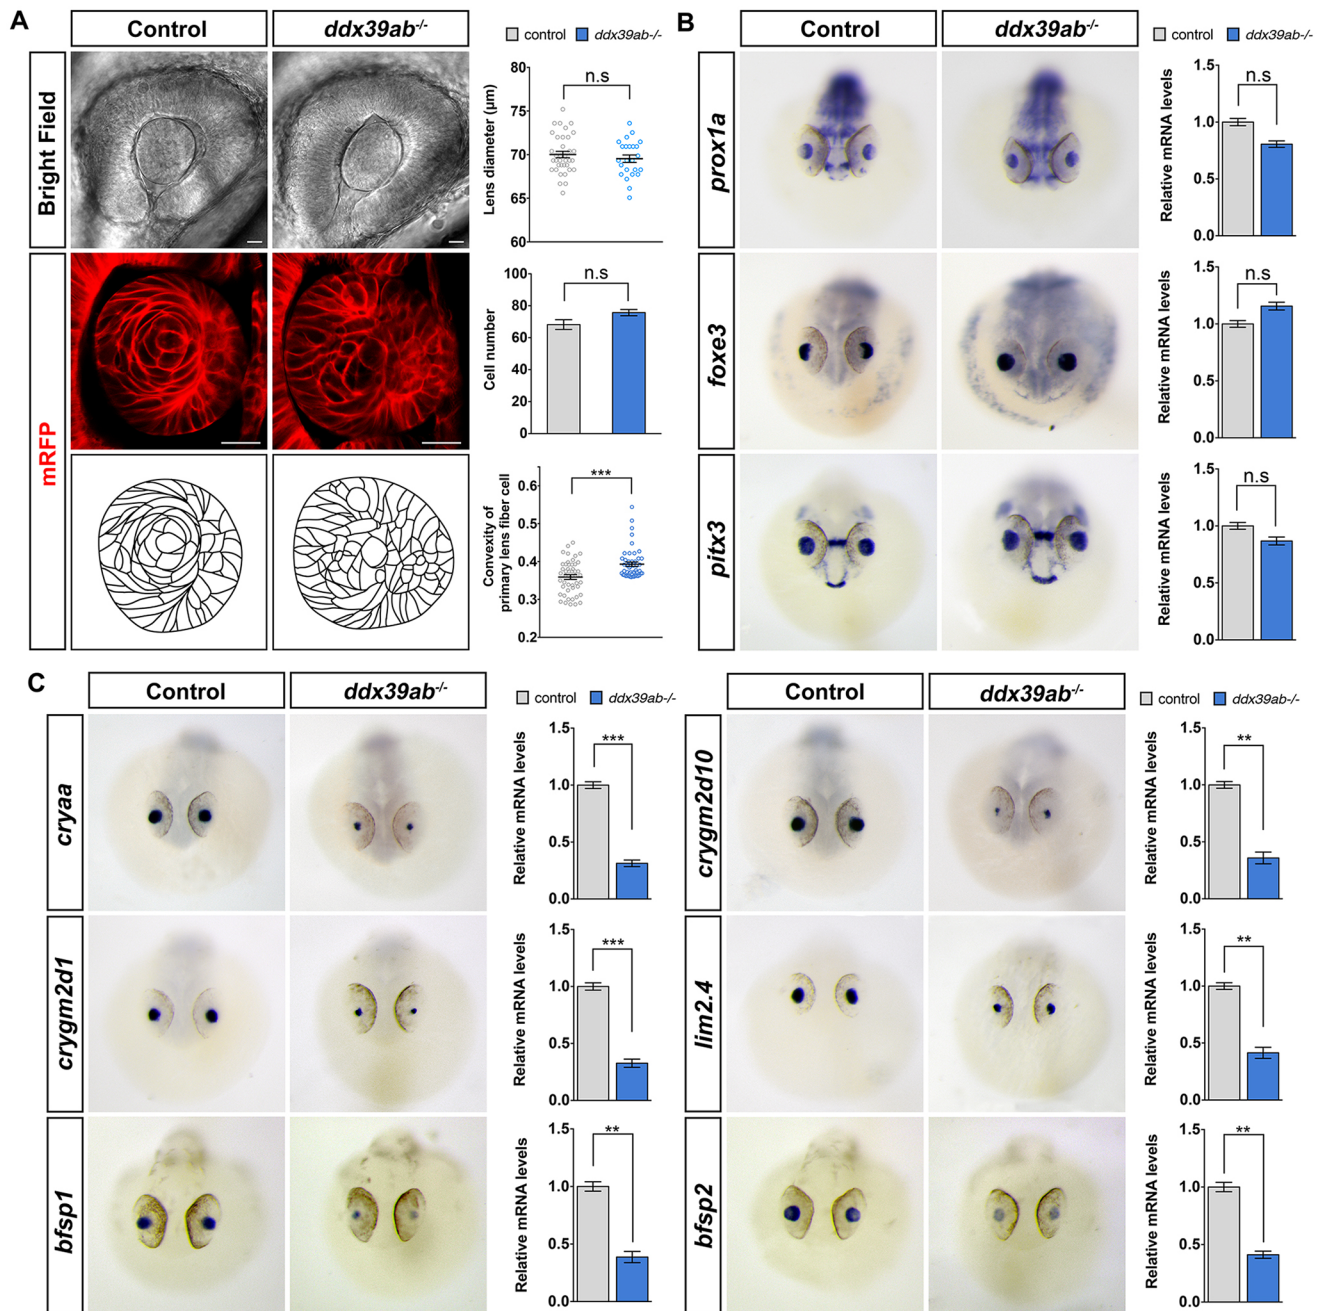 A
Control
ddx39ab-/-
control
ddx39ab-/-
Bright Field
Lens diameter (μm)
80
75
70
65
60
n.s
mRFP
Cell number
100
80
60
40
20
0
n.s
Convexity of
primary lens fiber cell
0.6
0.5
0.4
0.3
0.2
***
B
Control
ddx39ab-/-
control
ddx39ab-/-
prox1a
Relative mRNA levels
1.5
1.0
0.5
0.0
n.s
foxe3
Relative mRNA levels
1.5
1.0
0.5
0.0
n.s
pitx3
Relative mRNA levels
1.5
1.0
0.5
0.0
n.s
C
Control
ddx39ab-/-
control
ddx39ab-/-
cryaa
Relative mRNA levels
1.5
1.0
0.5
0.0
***
crygm2d1
Relative mRNA levels
1.5
1.0
0.5
0.0
***
bfsp1
Relative mRNA levels
1.5
1.0
0.5
0.0
**
Control
ddx39ab-/-
control
ddx39ab-/-
crygm2d10
Relative mRNA levels
1.5
1.0
0.5
0.0
**
lim2.4
Relative mRNA levels
1.5
1.0
0.5
0.0
**
bfsp2
Relative mRNA levels
1.5
1.0
0.5
0.0
**